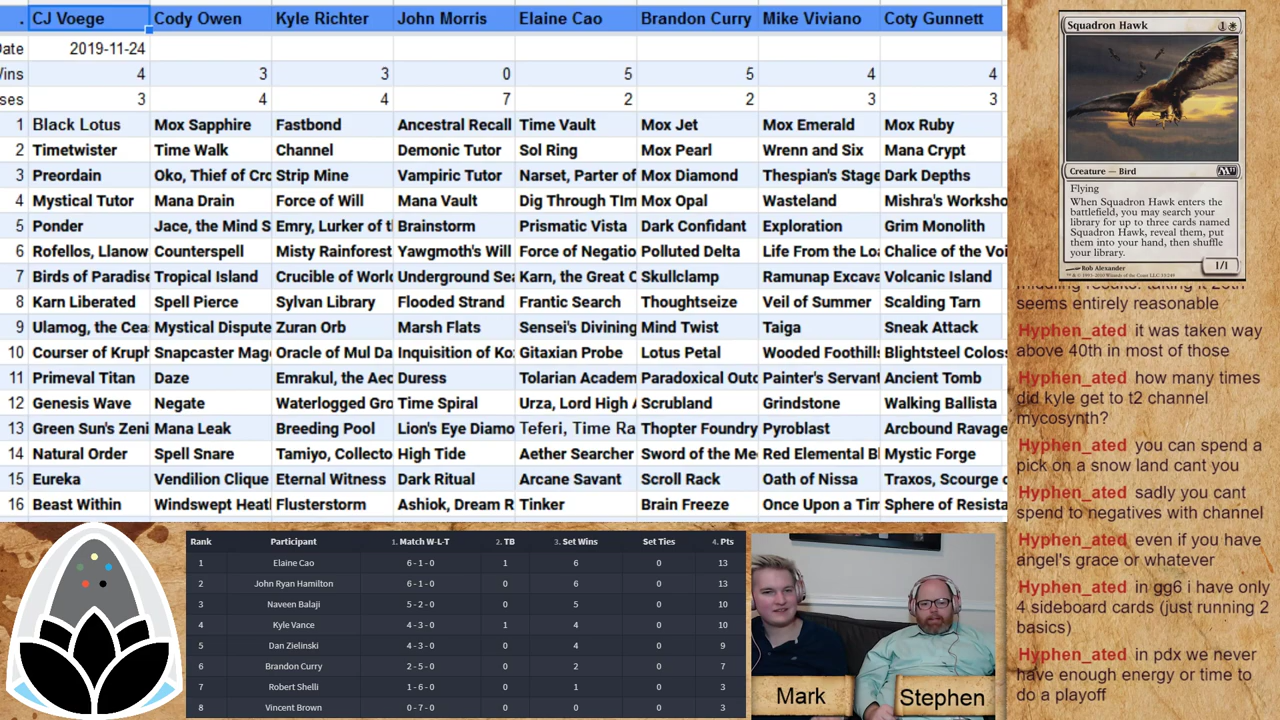 . CJ Voege Cody Owen Kyle Richter John Morris Elaine Cao Brandon Curry Mike Viviano Coty Gunnett
Date 2019-11-24
Wins 4 3 3 0 5 5 4 4
ses 3 4 4 7 2 2 3 3
1 Black Lotus Mox Sapphire Fastbond Ancestral Recall Time Vault Mox Jet Mox Emerald Mox Ruby
2 Timetwister Time Walk Channel Demonic Tutor Sol Ring Mox Pearl Wrenn and Six Mana Crypt
3 Preordain Oko, Thief of Cro Strip Mine Vampiric Tutor Narset, Parter of Mox Diamond Thespian's Stage Dark Depths
4 Mystical Tutor Mana Drain Force of Will Mana Vault Dig Through TIm Mox Opal Wasteland Mishra's Worksho
5 Ponder Jace, the Mind S Emry, Lurker of t Brainstorm Prismatic Vista Dark Confidant Exploration Grim Monolith
6 Rofellos, Llanow Counterspell Misty Rainforest Yawgmoth's Will Force of Negatio Polluted Delta Life From the Loa Chalice of the Voi
7 Birds of Paradise Tropical Island Crucible of World Underground Sea Karn, the Great C Skullclamp Ramunap Excava Volcanic Island
8 Karn Liberated Spell Pierce Sylvan Library Flooded Strand Frantic Search Thoughtseize Veil of Summer Scalding Tarn
9 Ulamog, the Cea Mystical Dispute Zuran Orb Marsh Flats Sensei's Divining Mind Twist Taiga Sneak Attack
10 Courser of Kruph Snapcaster Mag Oracle of Mul Da Inquisition of Ko Gitaxian Probe Lotus Petal Wooded Foothills Blightsteel Coloss
11 Primeval Titan Daze Emrakul, the Aeo Duress Tolarian Academ Paradoxical Outc Painter's Servant Ancient Tomb
12 Genesis Wave Negate Waterlogged Gro Time Spiral Urza, Lord High A Scrubland Grindstone Walking Ballista
13 Green Sun's Zeni Mana Leak Breeding Pool Lion's Eye Diamo Teferi, Time Ra Thopter Foundry Pyroblast Arcbound Ravage
14 Natural Order Spell Snare Tamiyo, Collecto High Tide Aether Searcher Sword of the Me Red Elemental Bl Mystic Forge
15 Eureka Vendilion Clique Eternal Witness Dark Ritual Arcane Savant Scroll Rack Oath of Nissa Traxos, Scourge o
16 Beast Within Windswept Heath Flusterstorm Ashiok, Dream R Tinker Brain Freeze Once Upon a Tim Sphere of Resista
Squadron Hawk 1
Creature — Bird
Flying
When Squadron Hawk enters the
battlefield, you may search your
library for up to three cards named
Squadron Hawk, reveal them, put
them into your hand, then shuffle
your library.
Rob Alexander
1/1
seems entirely reasonable
Hyphen_ated it was taken way
above 40th in most of those
Hyphen_ated how many times
did kyle get to t2 channel
mycosynth?
Hyphen_ated you can spend a
pick on a snow land cant you
Hyphen_ated sadly you cant
spend to negatives with channel
Hyphen_ated even if you have
angel's grace or whatever
Hyphen_ated in gg6 i have only
4 sideboard cards (just running 2
basics)
Hyphen_ated in pdx we never
have enough energy or time to
do a playoff
Rank Participant 1. Match W-L-T 2. TB 3. Set Wins Set Ties 4. Pts
1 Elaine Cao 6 - 1 - 0 1 6 0 13
2 John Ryan Hamilton 6 - 1 - 0 0 6 0 13
3 Naveen Balaji 5 - 2 - 0 0 5 0 10
4 Kyle Vance 4 - 3 - 0 1 4 0 10
5 Dan Zielinski 4 - 3 - 0 0 4 0 9
6 Brandon Curry 2 - 5 - 0 0 2 0 7
7 Robert Shelli 1 - 6 - 0 0 1 0 3
8 Vincent Brown 0 - 7 - 0 0 0 0 3
Mark
Stephen